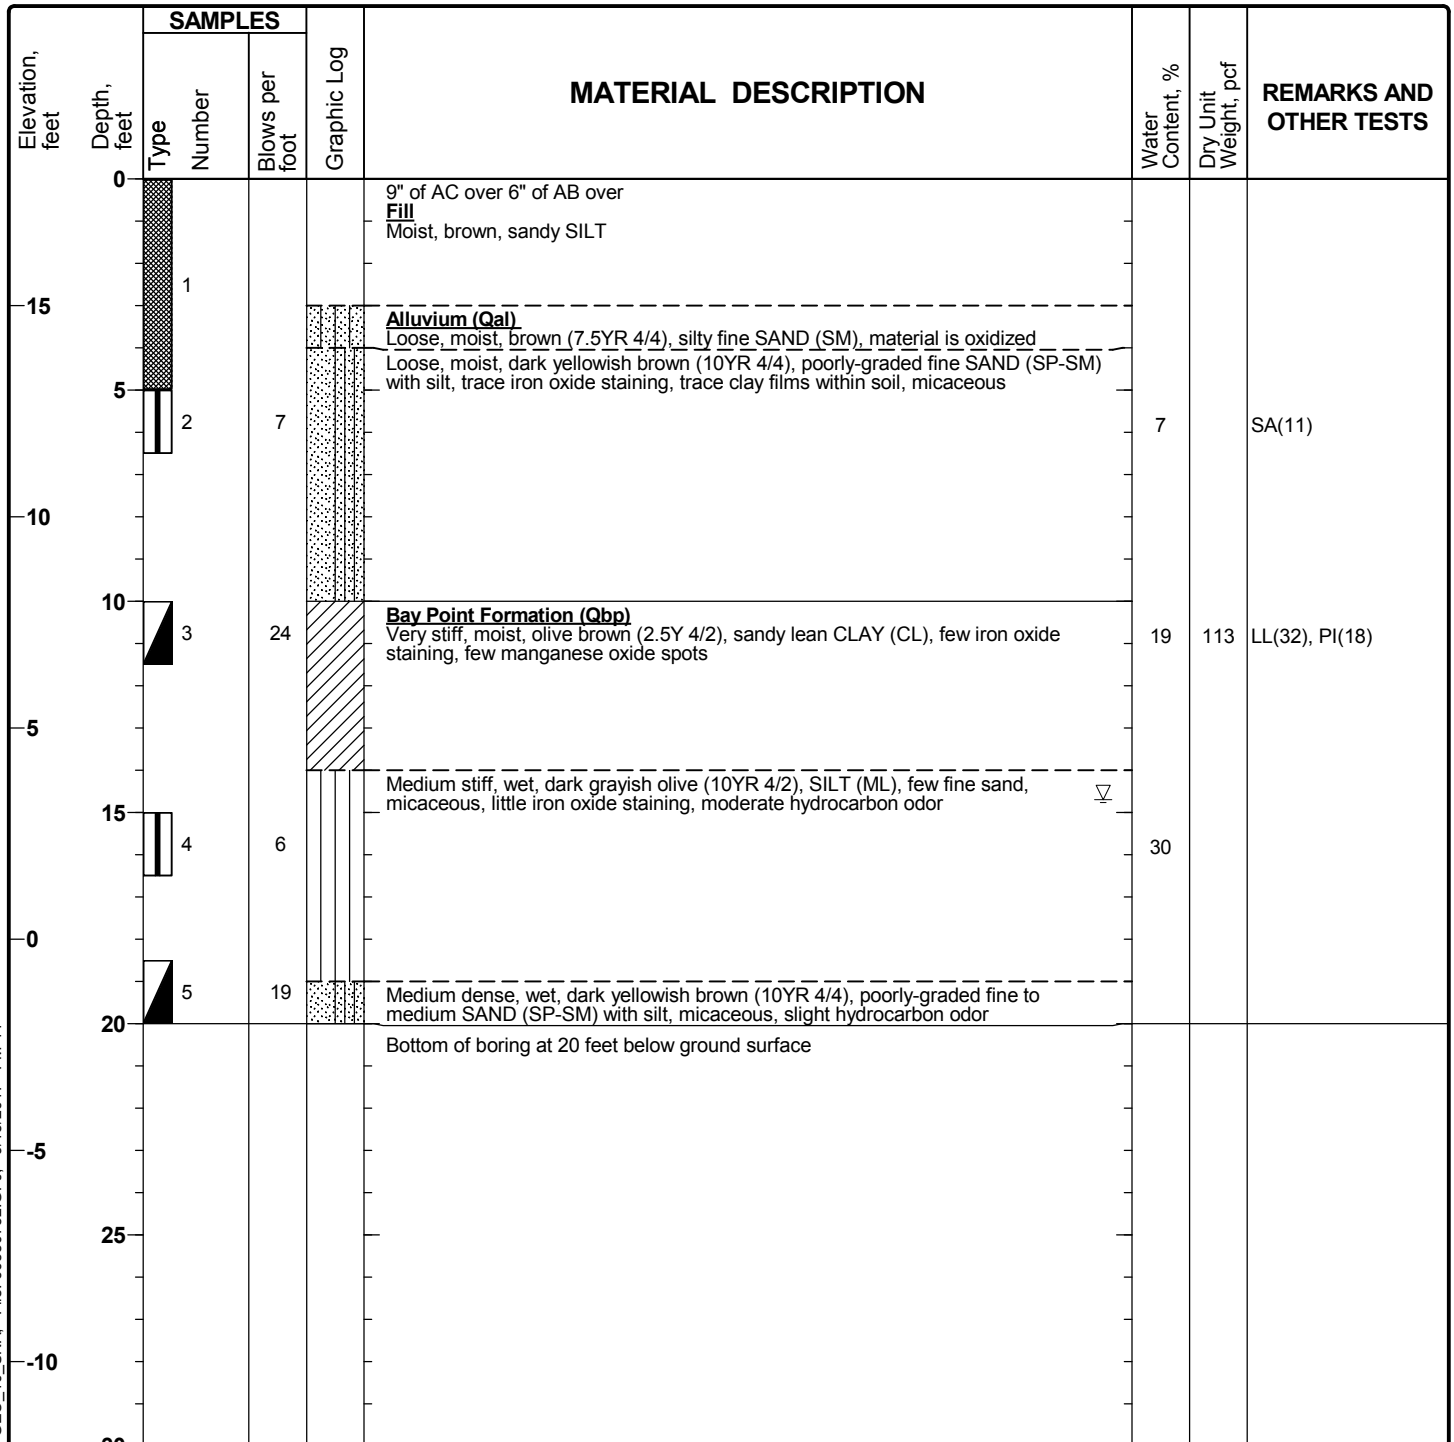 SAMPLES
Elevation, feet
Depth, feet
Type
Number
Blows per foot
Graphic Log
MATERIAL DESCRIPTION
Water Content, %
Dry Unit Weight, pcf
REMARKS AND
OTHER TESTS
0
9" of AC over 6" of AB over
Fill
Moist, brown, sandy SILT
1
15
Alluvium (Qal)
Loose, moist, brown (7.5YR 4/4), silty fine SAND (SM), material is oxidized
Loose, moist, dark yellowish brown (10YR 4/4), poorly-graded fine SAND (SP-SM)
with silt, trace iron oxide staining, trace clay films within soil, micaceous
5
2 7 7 SA(11)
10
10
Bay Point Formation (Qbp)
3 24 Very stiff, moist, olive brown (2.5Y 4/2), sandy lean CLAY (CL), few iron oxide 19 113 LL(32), PI(18)
staining, few manganese oxide spots
5
Medium stiff, wet, dark grayish olive (10YR 4/2), SILT (ML), few fine sand,
micaceous, little iron oxide staining, moderate hydrocarbon odor
15
4 6 30
0
5 19 Medium dense, wet, dark yellowish brown (10YR 4/4), poorly-graded fine to
medium SAND (SP-SM) with silt, micaceous, slight hydrocarbon odor
20
Bottom of boring at 20 feet below ground surface
-5
25
-10